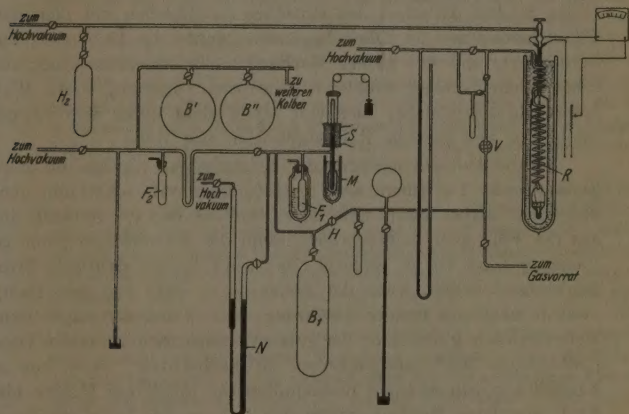 zum
Hochvakuum
H2
B'
B"
zu
weiteren
Kolben
zum
Hochvakuum
S
V
R
zum
Hochvakuum
F2
zum
Hoch-
vakuum
F1
M
H
N
B1
zum
Gasvorrat